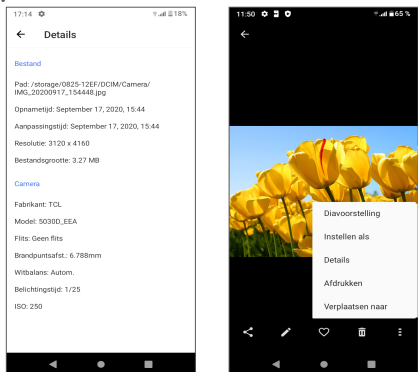 17:14 18%
Details
Bestand
Pad: /storage/0825-12EF/DCIM/Camera/
IMG_20200917_154448.jpg
Opnametijd: September 17, 2020, 15:44
Aanpassingstijd: September 17, 2020, 15:44
Resolutie: 3120 x 4160
Bestandsgrootte: 3.27 MB
Camera
Fabrikant: TCL
Model: 5030D_EEA
Flits: Geen flits
Brandpuntsafst.: 6.788mm
Witbalans: Autom.
Belichtingstijd: 1/25
ISO: 250
11:50 65 %
Diavoorstelling
Instellen als
Details
Afdrukken
Verplaatsen naar